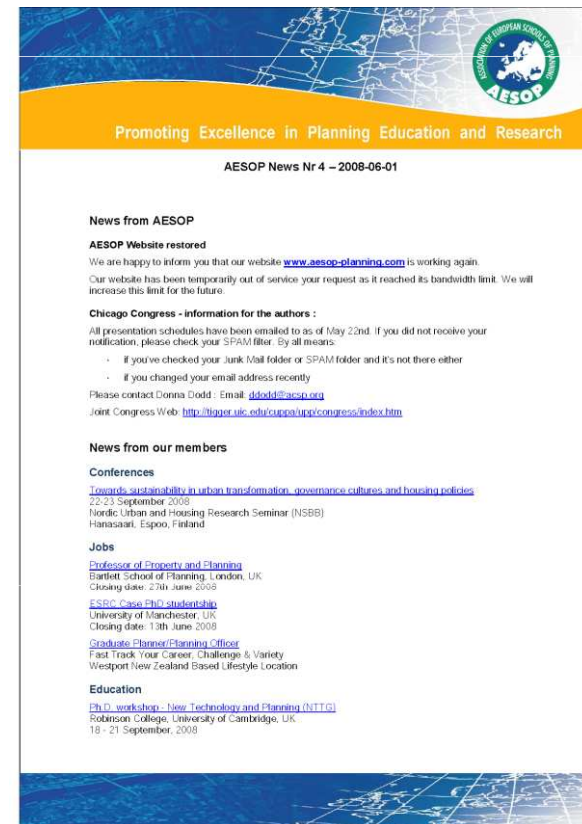 ASSOCIATION OF EUROPEAN SCHOOLS OF PLANNING
AESOP
Promoting Excellence in Planning Education and Research
AESOP News Nr 4 – 2008-06-01
News from AESOP
AESOP Website restored
We are happy to inform you that our website www.aesop-planning.com is working again.
Our website has been temporarily out of service your request as it reached its bandwidth limit. We will
increase this limit for the future.
Chicago Congress - information for the authors :
All presentation schedules have been emailed to as of May 22nd. If you did not receive your
notification, please check your SPAM filter. By all means:
- if you've checked your Junk Mail folder or SPAM folder and it's not there either
- if you changed your email address recently
Please contact Donna Dodd : Email: ddodd@acsp.org
Joint Congress Web: http://tigger.uic.edu/cuppa/upp/congress/index.htm
News from our members
Conferences
Towards sustainability in urban transformation, governance cultures and housing policies
22-23 September 2008
Nordic Urban and Housing Research Seminar (NSBB)
Hanasaari, Espoo, Finland
Jobs
Professor of Property and Planning
Bartlett School of Planning, London, UK
Closing date: 27th June 2008
ESRC Case PhD studentship
University of Manchester, UK
Closing date: 13th June 2008
Graduate Planner/Planning Officer
Fast Track Your Career, Challenge & Variety
Westport New Zealand Based Lifestyle Location
Education
Ph.D. workshop - New Technology and Planning (NTTG)
Robinson College, University of Cambridge, UK
18 - 21 September, 2008